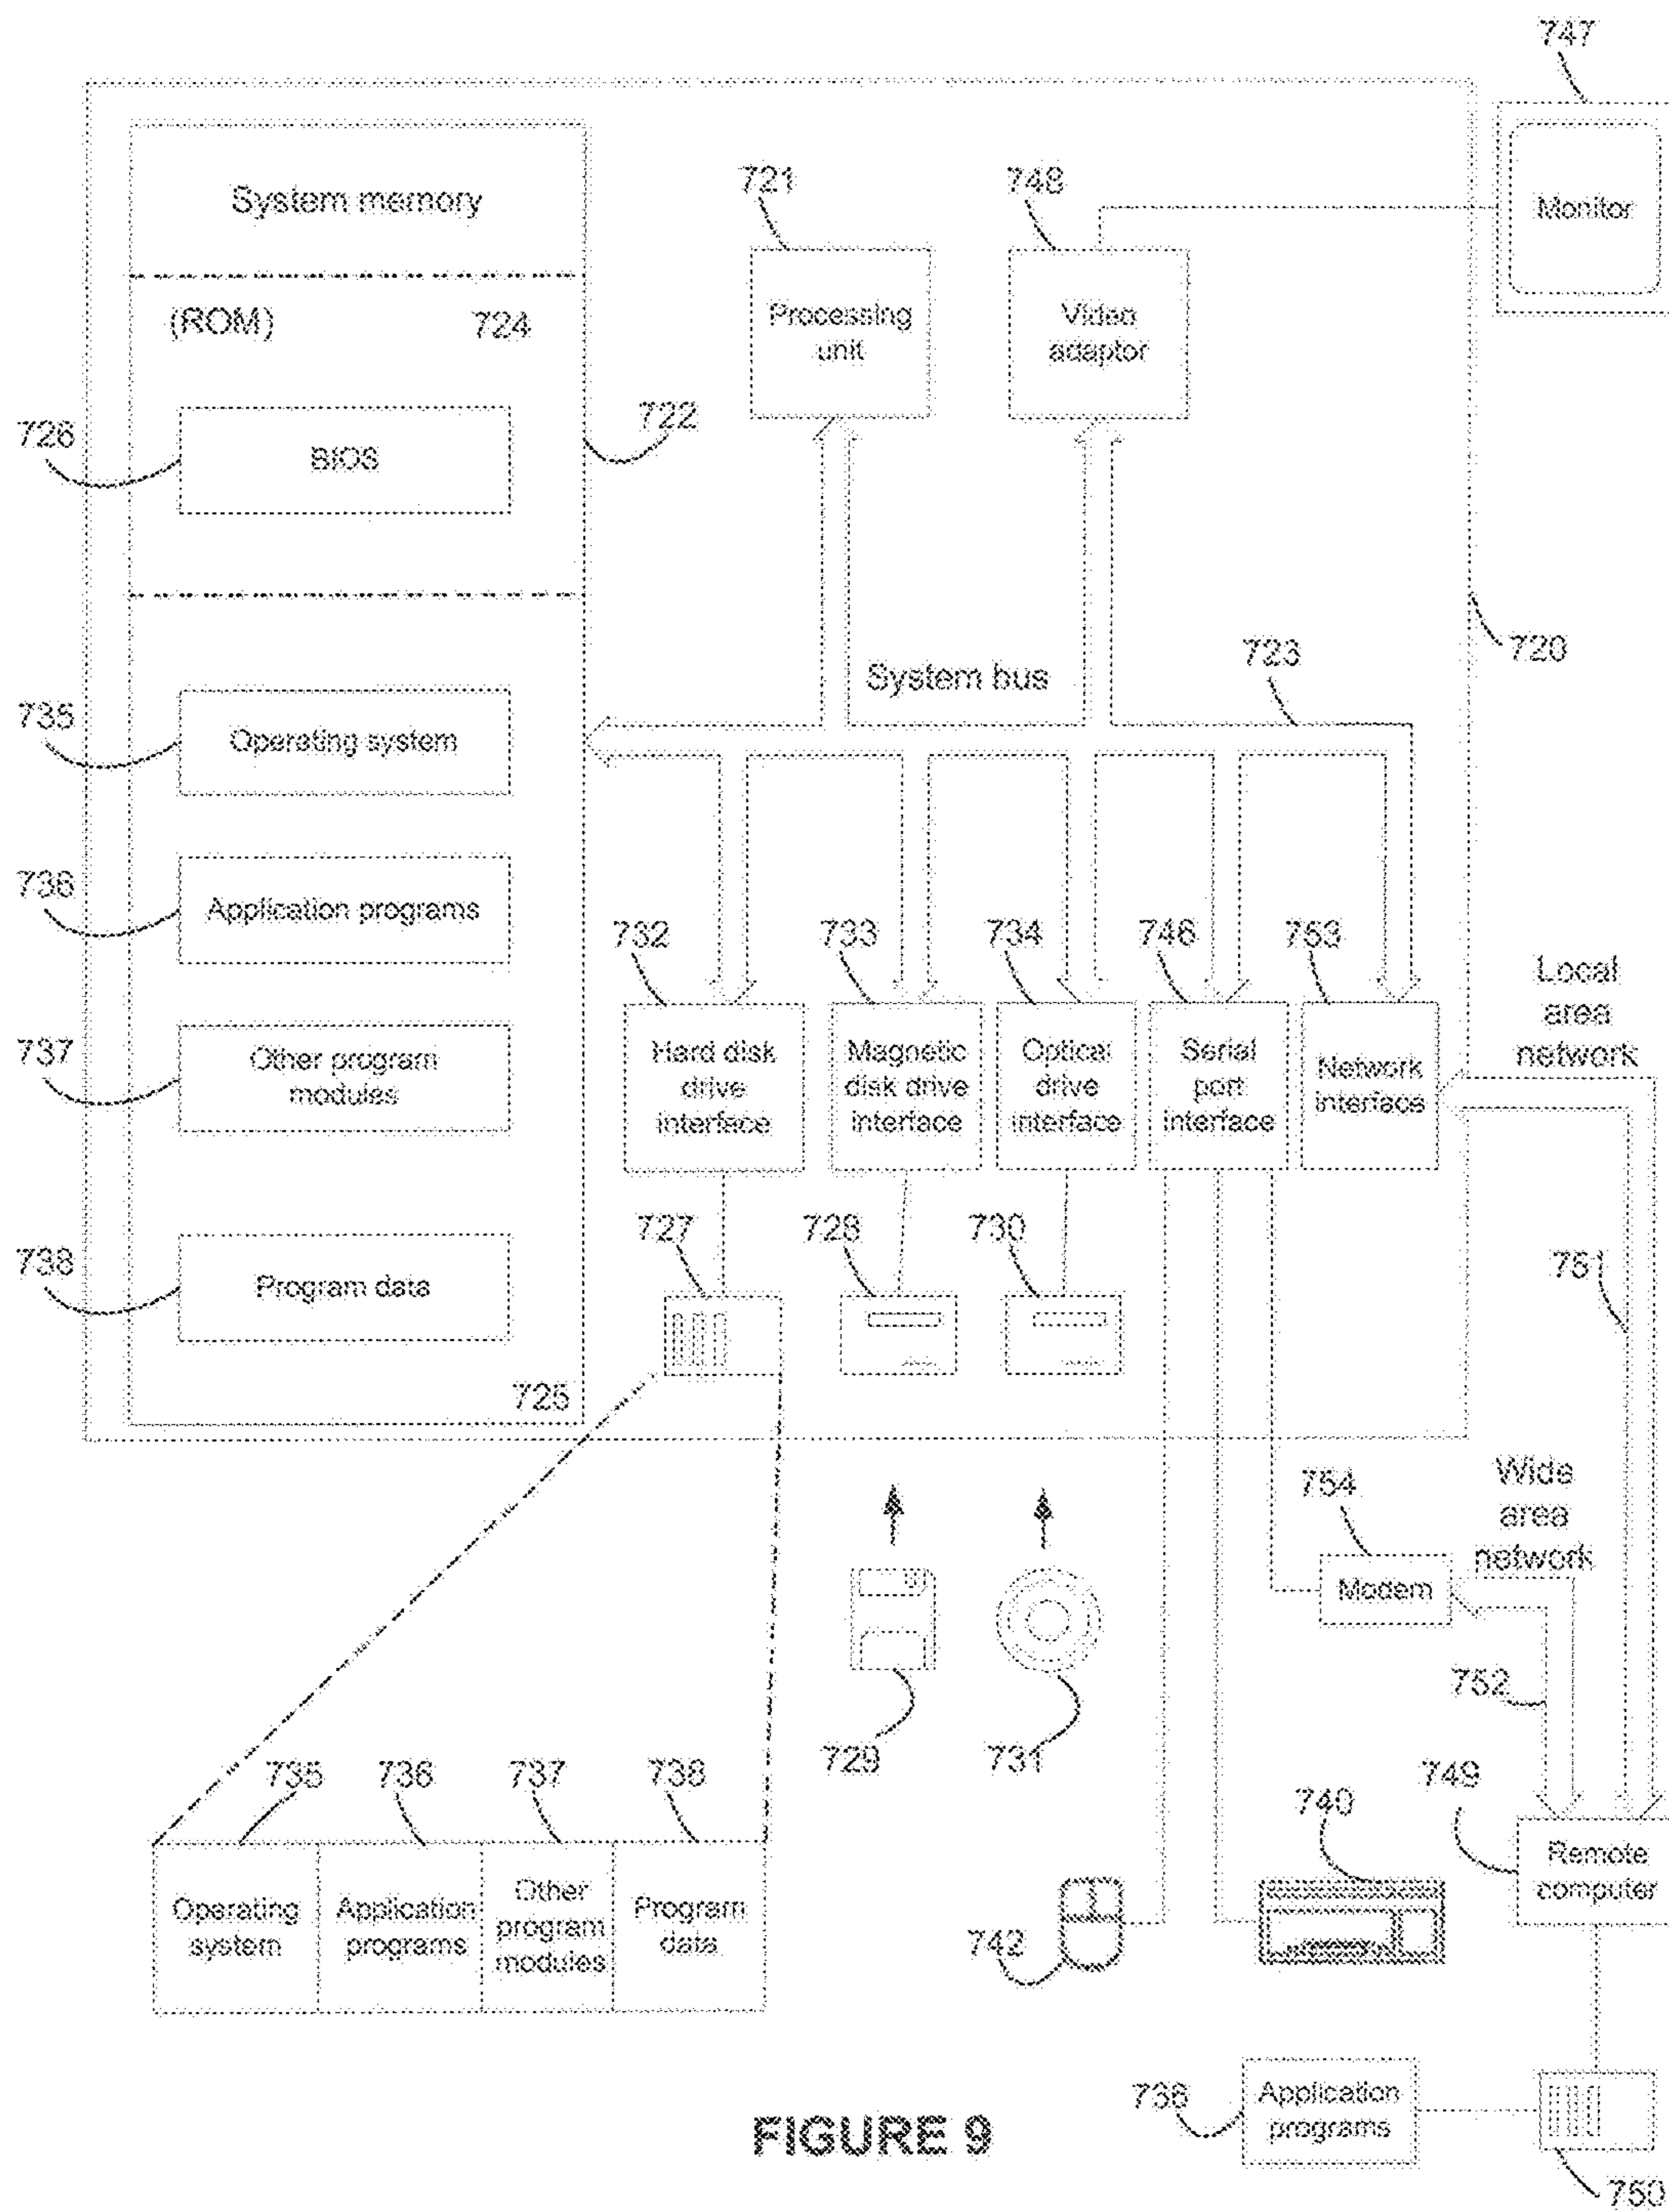 747
System memory
721
748
Monitor
(ROM)
724
Processing
unit
Video
adaptor
726
BIOS
722
System bus
723
720
735
Operating system
736
Application programs
732
733
734
746
753
Local
area
network
737
Other program
modules
Hard disk
drive
interface
Magnetic
disk drive
interface
Optical
drive
interface
Serial
port
interface
Network
interface
727
728
730
751
738
Program data
725
754
Wide
area
network
Modem
752
729
731
735
736
737
738
749
740
Operating
system
Application
programs
Other
program
modules
Program
data
742
Remote
computer
736
Application
programs
FIGURE 9
750